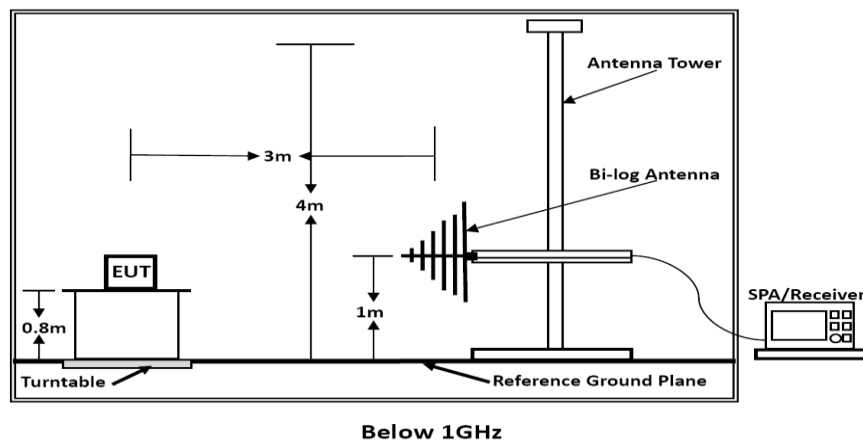 Antenna Tower
3m
Bi-log Antenna
4m
EUT
0.8m
1m
SPA/Receiver
Turntable
Reference Ground Plane
Below 1GHz